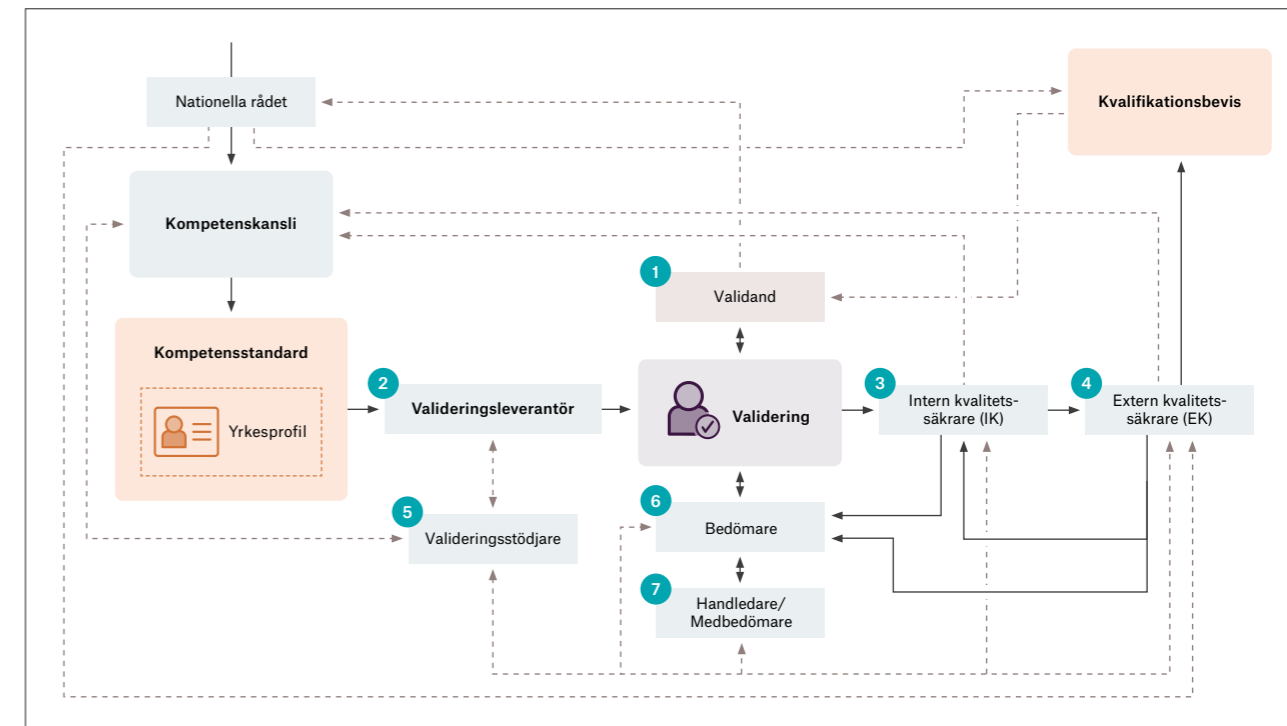 Nationella rådet
Kvalifikationsbevis
Kompetenskansli
1
Validand
Kompetensstandard
Yrkesprofil
2
Valideringsleverantör
Validering
3
Intern kvalitets-
säkrare (IK)
4
Extern kvalitets-
säkrare (EK)
5
Valideringsstödjare
6
Bedömare
7
Handledare/
Medbedömare